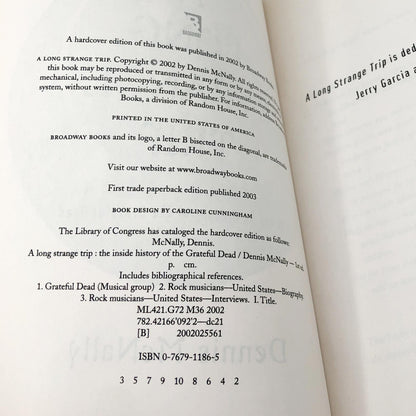 BROADWAY
A hardcover edition of this book was published in 2002 by Broadway
A LONG STRANGE TRIP. Copyright © 2002 by Dennis McNally. All rights reserved.
this book may be reproduced or transmitted in any form or by any means,
mechanical, including photocopying, recording, or by any information
system, without written permission from the publisher. For information, address
Books, a division of Random House, Inc.
PRINTED IN THE UNITED STATES OF AMERICA
BROADWAY BOOKS and its logo, a letter B bisected on the diagonal, are trademarks
of Random House, Inc.
Visit our website at www.broadwaybooks.com
First trade paperback edition published 2003
BOOK DESIGN BY CAROLINE CUNNINGHAM
The Library of Congress has cataloged the hardcover edition as follows:
McNally, Dennis.
A long strange trip : the inside history of the Grateful Dead / Dennis McNally — 1st ed.
p. cm.
Includes bibliographical references.
1. Grateful Dead (Musical group) 2. Rock musicians—United States—Biography.
3. Rock musicians—United States—Interviews. I. Title.
ML421.G72 M36 2002
782.42166'092'2—dc21
[B] 2002025561
ISBN 0-7679-1186-5
3 5 7 9 10 8 6 4 2
A Long Strange Trip is ded
Jerry Garcia a
Dennis McNally